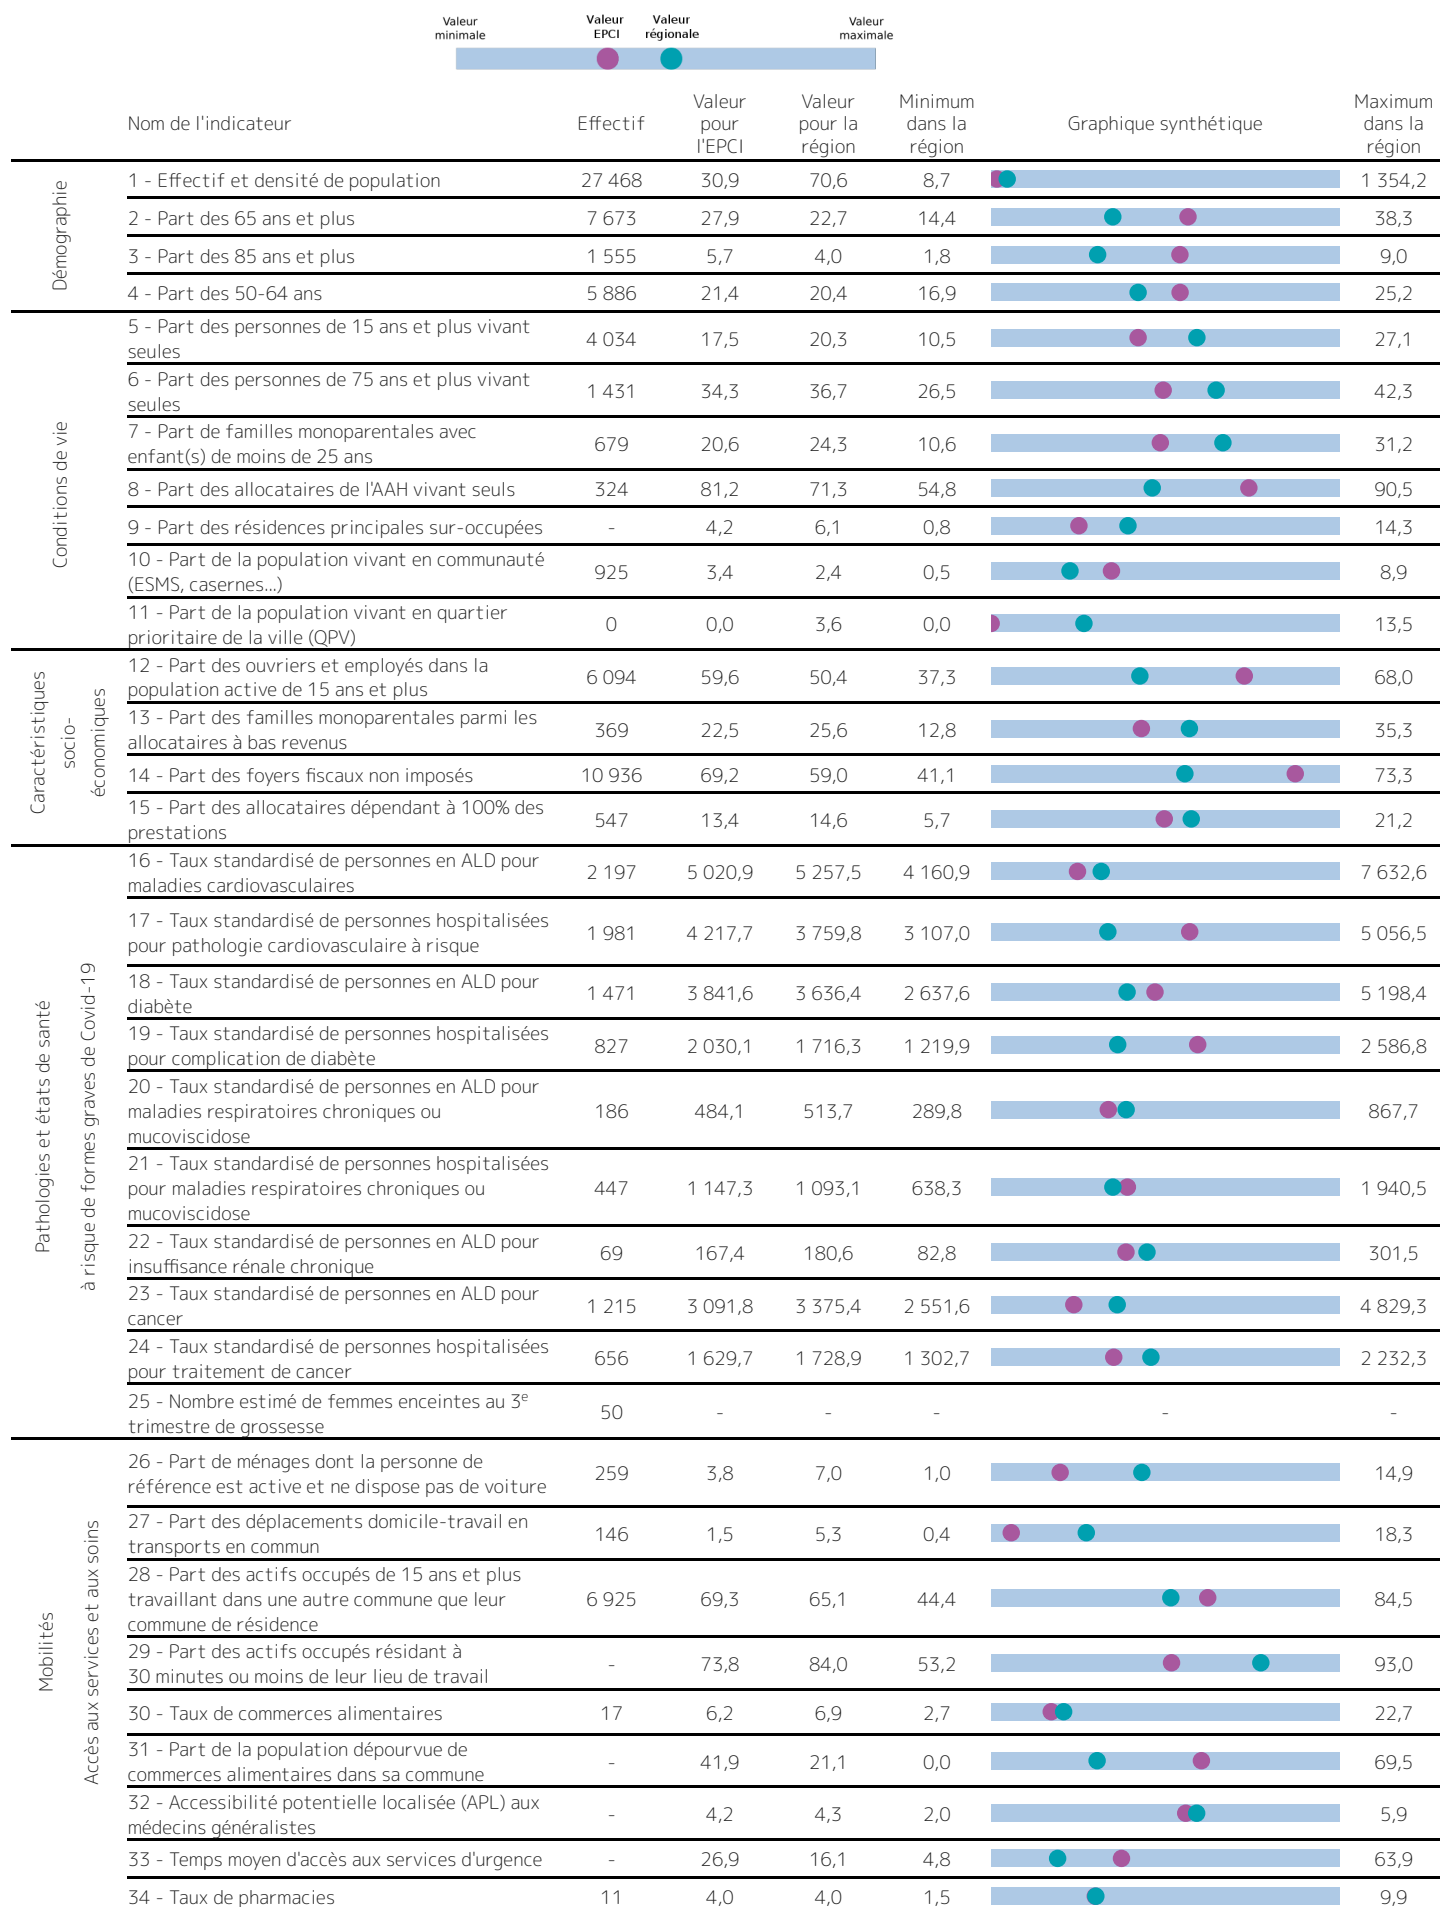 Valeur minimale
Valeur EPCI
Valeur régionale
Valeur maximale
Nom de l'indicateur
Effectif
Valeur pour l'EPCI
Valeur pour la région
Minimum dans la région
Graphique synthétique
Maximum dans la région
Démographie
1 - Effectif et densité de population 27 468 30,9 70,6 8,7 1 354,2
2 - Part des 65 ans et plus 7 673 27,9 22,7 14,4 38,3
3 - Part des 85 ans et plus 1 555 5,7 4,0 1,8 9,0
4 - Part des 50-64 ans 5 886 21,4 20,4 16,9 25,2
Conditions de vie
5 - Part des personnes de 15 ans et plus vivant
seules 4 034 17,5 20,3 10,5 27,1
6 - Part des personnes de 75 ans et plus vivant
seules 1 431 34,3 36,7 26,5 42,3
7 - Part de familles monoparentales avec
enfant(s) de moins de 25 ans 679 20,6 24,3 10,6 31,2
8 - Part des allocataires de l'AAH vivant seuls 324 81,2 71,3 54,8 90,5
9 - Part des résidences principales sur-occupées - 4,2 6,1 0,8 14,3
10 - Part de la population vivant en communauté
(ESMS, casernes...) 925 3,4 2,4 0,5 8,9
11 - Part de la population vivant en quartier
prioritaire de la ville (QPV) 0 0,0 3,6 0,0 13,5
Caractéristiques
socio-
économiques
12 - Part des ouvriers et employés dans la
population active de 15 ans et plus 6 094 59,6 50,4 37,3 68,0
13 - Part des familles monoparentales parmi les
allocataires à bas revenus 369 22,5 25,6 12,8 35,3
14 - Part des foyers fiscaux non imposés 10 936 69,2 59,0 41,1 73,3
15 - Part des allocataires dépendant à 100% des
prestations 547 13,4 14,6 5,7 21,2
Pathologies et états de santé
à risque de formes graves de Covid-19
16 - Taux standardisé de personnes en ALD pour
maladies cardiovasculaires 2 197 5 020,9 5 257,5 4 160,9 7 632,6
17 - Taux standardisé de personnes hospitalisées
pour pathologie cardiovasculaire à risque 1 981 4 217,7 3 759,8 3 107,0 5 056,5
18 - Taux standardisé de personnes en ALD pour
diabète 1 471 3 841,6 3 636,4 2 637,6 5 198,4
19 - Taux standardisé de personnes hospitalisées
pour complication de diabète 827 2 030,1 1 716,3 1 219,9 2 586,8
20 - Taux standardisé de personnes en ALD pour
maladies respiratoires chroniques ou 186 484,1 513,7 289,8 867,7
mucoviscidose
21 - Taux standardisé de personnes hospitalisées
pour maladies respiratoires chroniques ou 447 1 147,3 1 093,1 638,3 1 940,5
mucoviscidose
22 - Taux standardisé de personnes en ALD pour
insuffisance rénale chronique 69 167,4 180,6 82,8 301,5
23 - Taux standardisé de personnes en ALD pour
cancer 1 215 3 091,8 3 375,4 2 551,6 4 829,3
24 - Taux standardisé de personnes hospitalisées
pour traitement de cancer 656 1 629,7 1 728,9 1 302,7 2 232,3
25 - Nombre estimé de femmes enceintes au 3e
trimestre de grossesse 50 - - - - -
Mobilités
Accès aux services et aux soins
26 - Part de ménages dont la personne de
référence est active et ne dispose pas de voiture 259 3,8 7,0 1,0 14,9
27 - Part des déplacements domicile-travail en
transports en commun 146 1,5 5,3 0,4 18,3
28 - Part des actifs occupés de 15 ans et plus
travaillant dans une autre commune que leur 6 925 69,3 65,1 44,4 84,5
commune de résidence
29 - Part des actifs occupés résidant à
30 minutes ou moins de leur lieu de travail - 73,8 84,0 53,2 93,0
30 - Taux de commerces alimentaires 17 6,2 6,9 2,7 22,7
31 - Part de la population dépourvue de
commerces alimentaires dans sa commune - 41,9 21,1 0,0 69,5
32 - Accessibilité potentielle localisée (APL) aux
médecins généralistes - 4,2 4,3 2,0 5,9
33 - Temps moyen d'accès aux services d'urgence - 26,9 16,1 4,8 63,9
34 - Taux de pharmacies 11 4,0 4,0 1,5 9,9